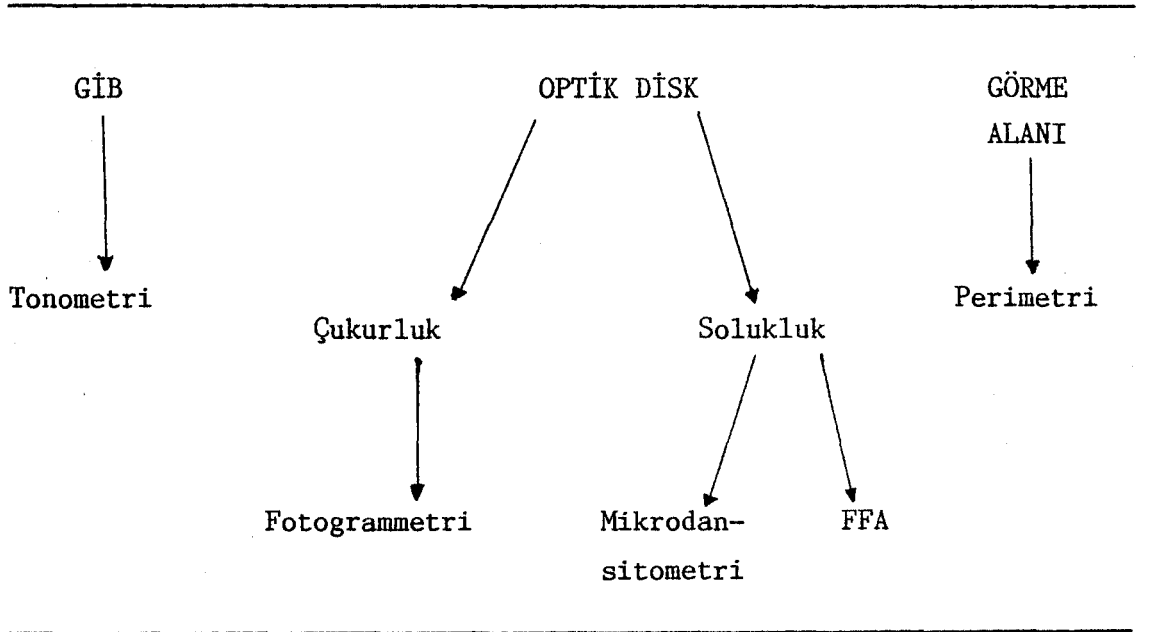 GİB OPTİK DİSK GÖRME
ALANI
Tonometri Perimetri
Çukurluk Solukluk
Fotogrammetri Mikrodan- FFA
sitometri